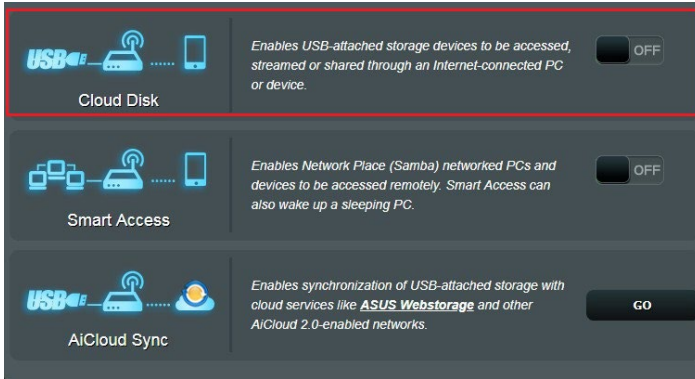 USB
Cloud Disk
Enables USB-attached storage devices to be accessed,
streamed or shared through an Internet-connected PC
or device.
OFF
Smart Access
Enables Network Place (Samba) networked PCs and
devices to be accessed remotely. Smart Access can
also wake up a sleeping PC.
OFF
USB
AiCloud Sync
Enables synchronization of USB-attached storage with
cloud services like ASUS Webstorage and other
AiCloud 2.0-enabled networks.
GO